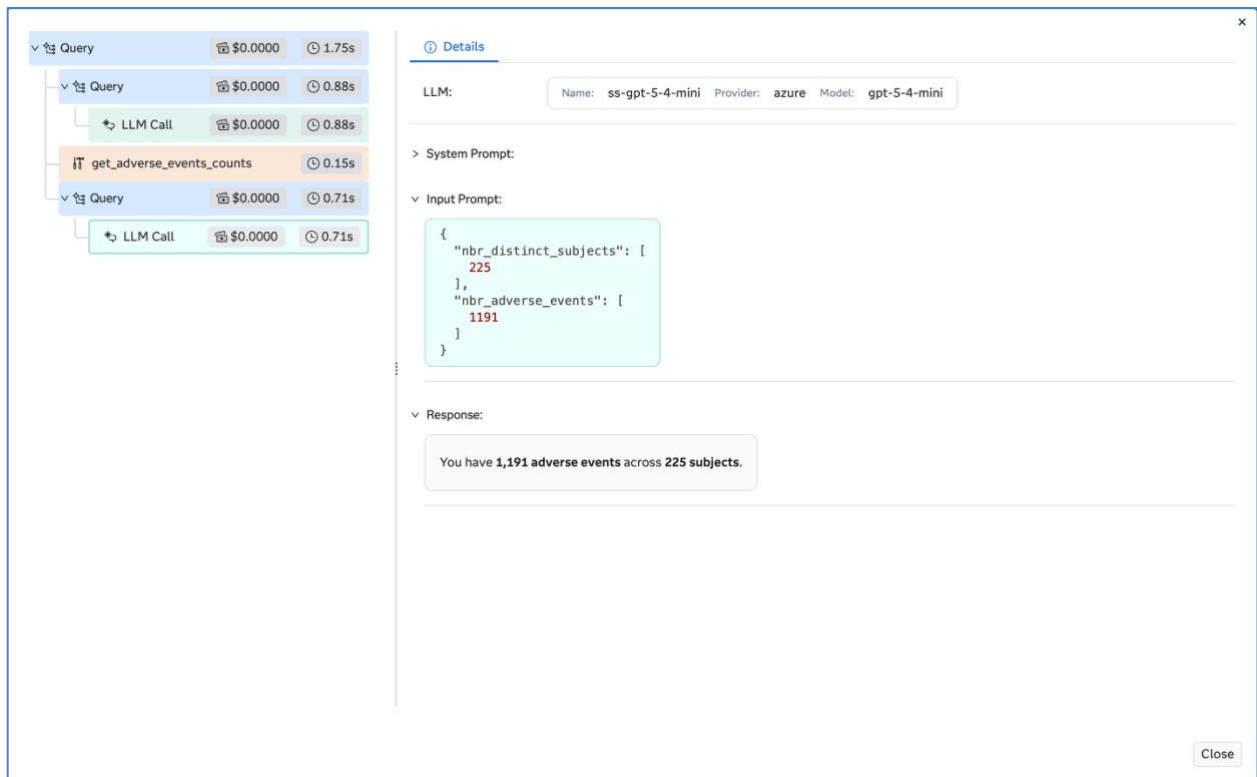 Query $0.0000 1.75s
Query $0.0000 0.88s
LLM Call $0.0000 0.88s
get_adverse_events_counts 0.15s
Query $0.0000 0.71s
LLM Call $0.0000 0.71s
Details
LLM: Name: ss-gpt-5-4-mini Provider: azure Model: gpt-5-4-mini
System Prompt:
Input Prompt:
{
"nbr_distinct_subjects": [
225
],
"nbr_adverse_events": [
1191
]
}
Response:
You have 1,191 adverse events across 225 subjects.
Close